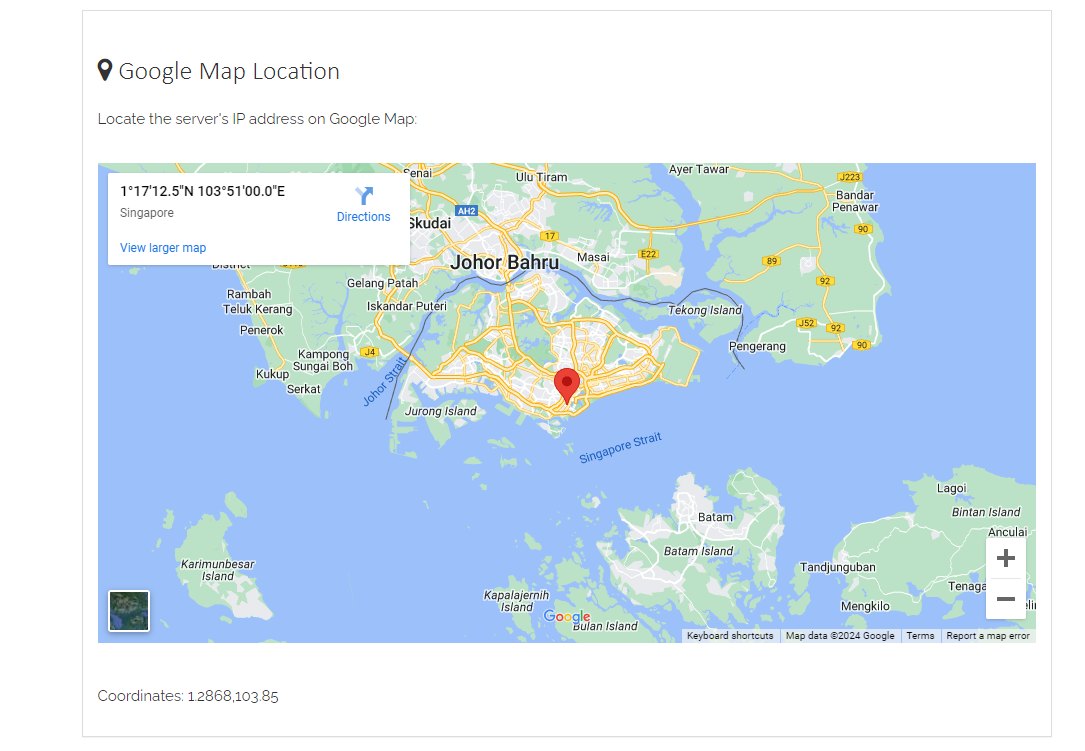 Google Map Location
Locate the server's IP address on Google Map:
1°17'12.5"N 103°51'00.0"E
Singapore
Directions
View larger map
Senai
Ulu Tiram
Ayer Tawar
J223
Bandar
Penawar
AH2
Skudai
17
90
Johor Bahru
Masai
E22
89
District
Gelang Patah
92
Rambah
Teluk Kerang
Iskandar Puteri
Tekong Island
Penerok
J52
92
Kampong
Sungai Boh
J4
Pengerang
90
Kukup
Serkat
Johor Strait
Jurong Island
Singapore Strait
Lagoi
Batam
Bintan Island
Anculai
Batam Island
Karimunbesar
Island
Tandjunguban
Tenaga
Kapalajernih
Island
Mengkilo
Google
Bulan Island
Keyboard shortcuts
Map data ©2024 Google
Terms
Report a map error
Coordinates: 1.2868,103.85